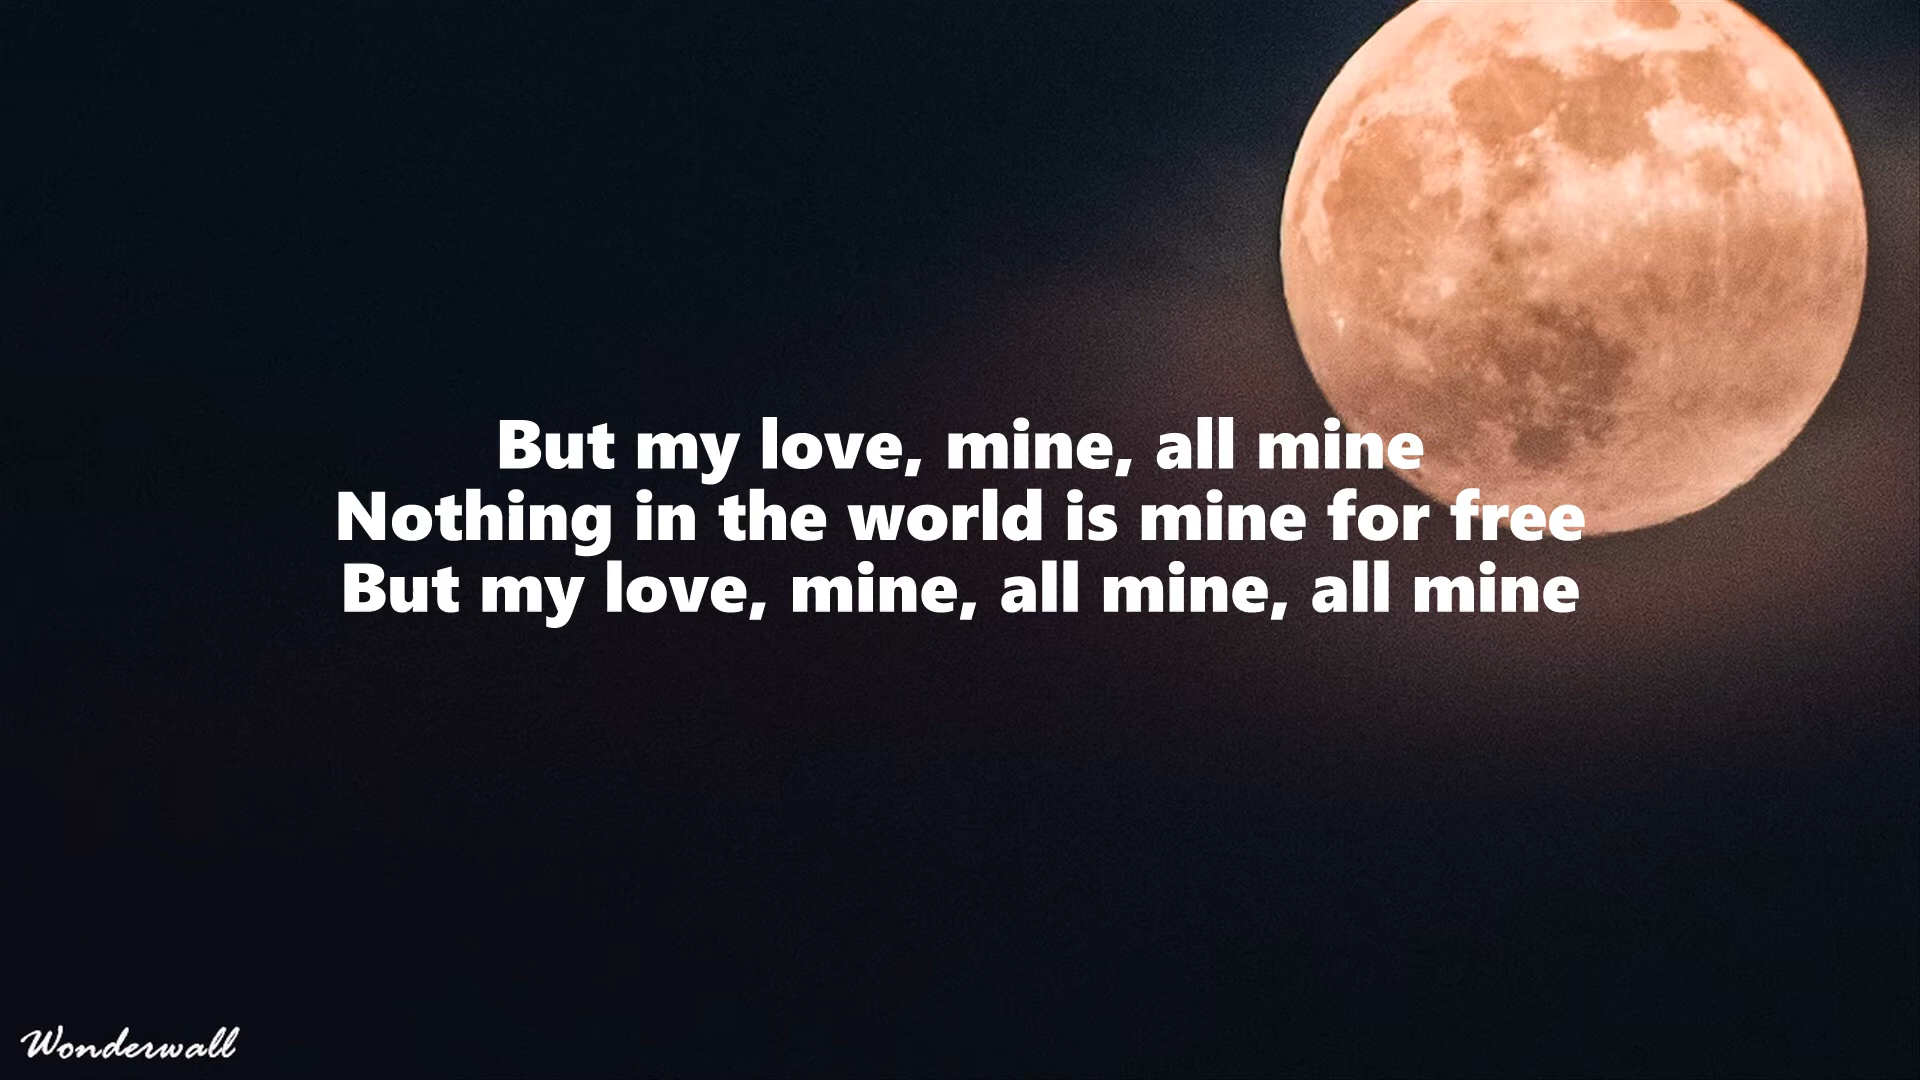 But my love, mine, all mine
Nothing in the world is mine for free
But my love, mine, all mine, all mine
Wonderwall